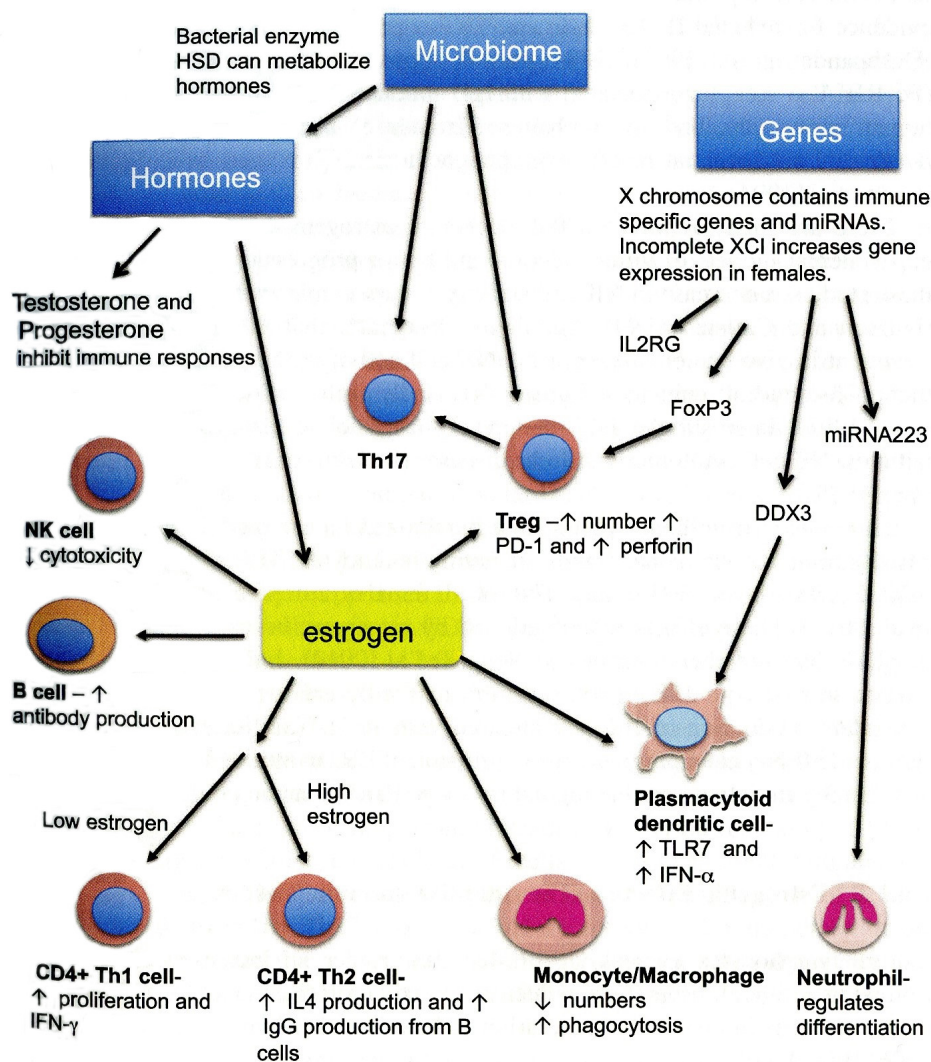 Bacterial enzyme
HSD can metabolize
hormones
Microbiome
Genes
Hormones
X chromosome contains immune
specific genes and miRNAs.
Incomplete XCI increases gene
expression in females.
Testosterone and
Progesterone
inhibit immune responses
IL2RG
FoxP3
miRNA223
Th17
NK cell
↓ cytotoxicity
Treg –↑ number ↑
PD-1 and ↑ perforin
DDX3
estrogen
B cell – ↑
antibody production
Low estrogen
High
estrogen
Plasmacytoid
dendritic cell-
↑ TLR7 and
↑ IFN-α
CD4+ Th1 cell-
↑ proliferation and
IFN-γ
CD4+ Th2 cell-
↑ IL4 production and ↑
IgG production from B
cells
Monocyte/Macrophage
↓ numbers
↑ phagocytosis
Neutrophil-
regulates
differentiation